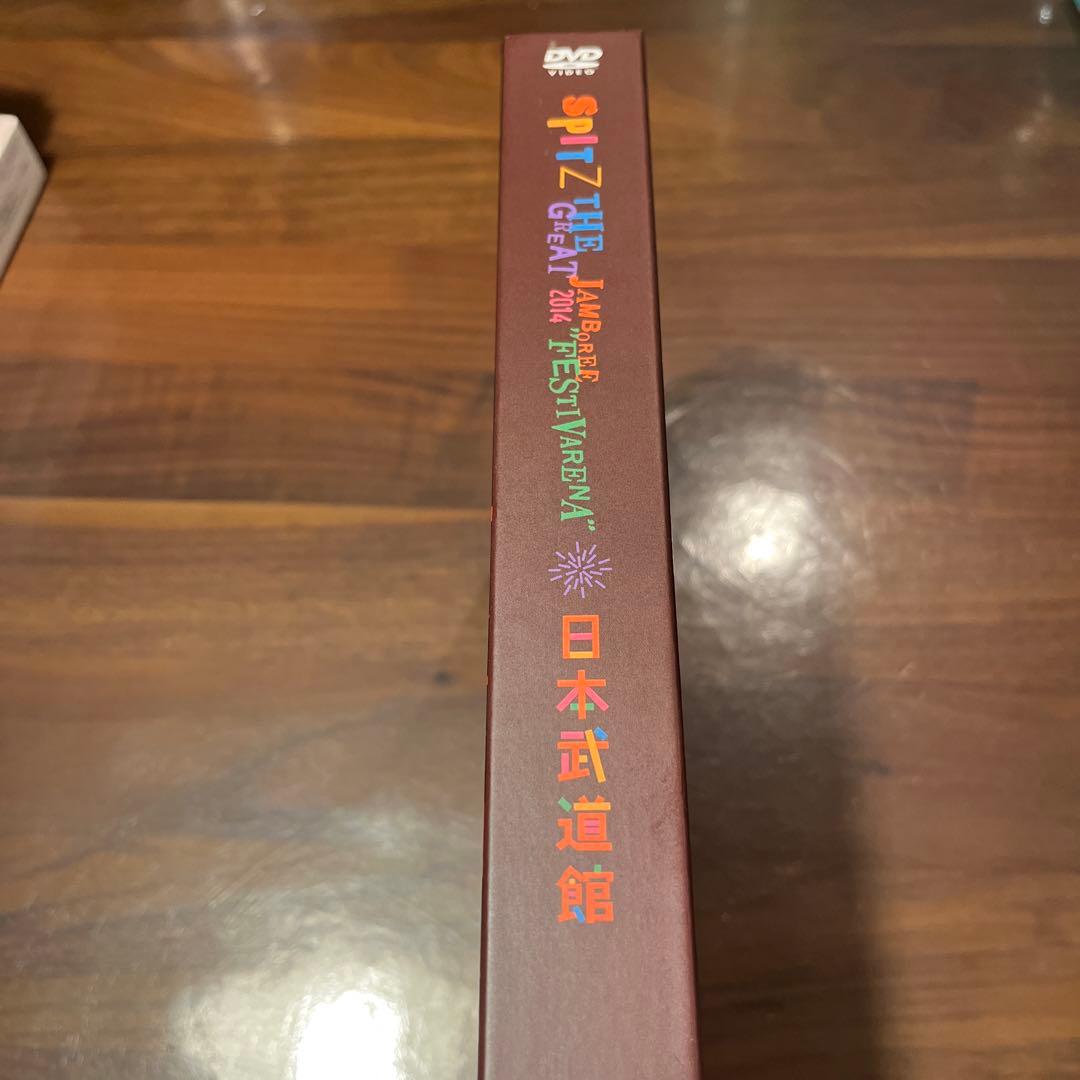 DVD
VIDEO
SPITZ THE JAMBOREE
GREAT 2014 "FESTIVARENA"
日本武道館